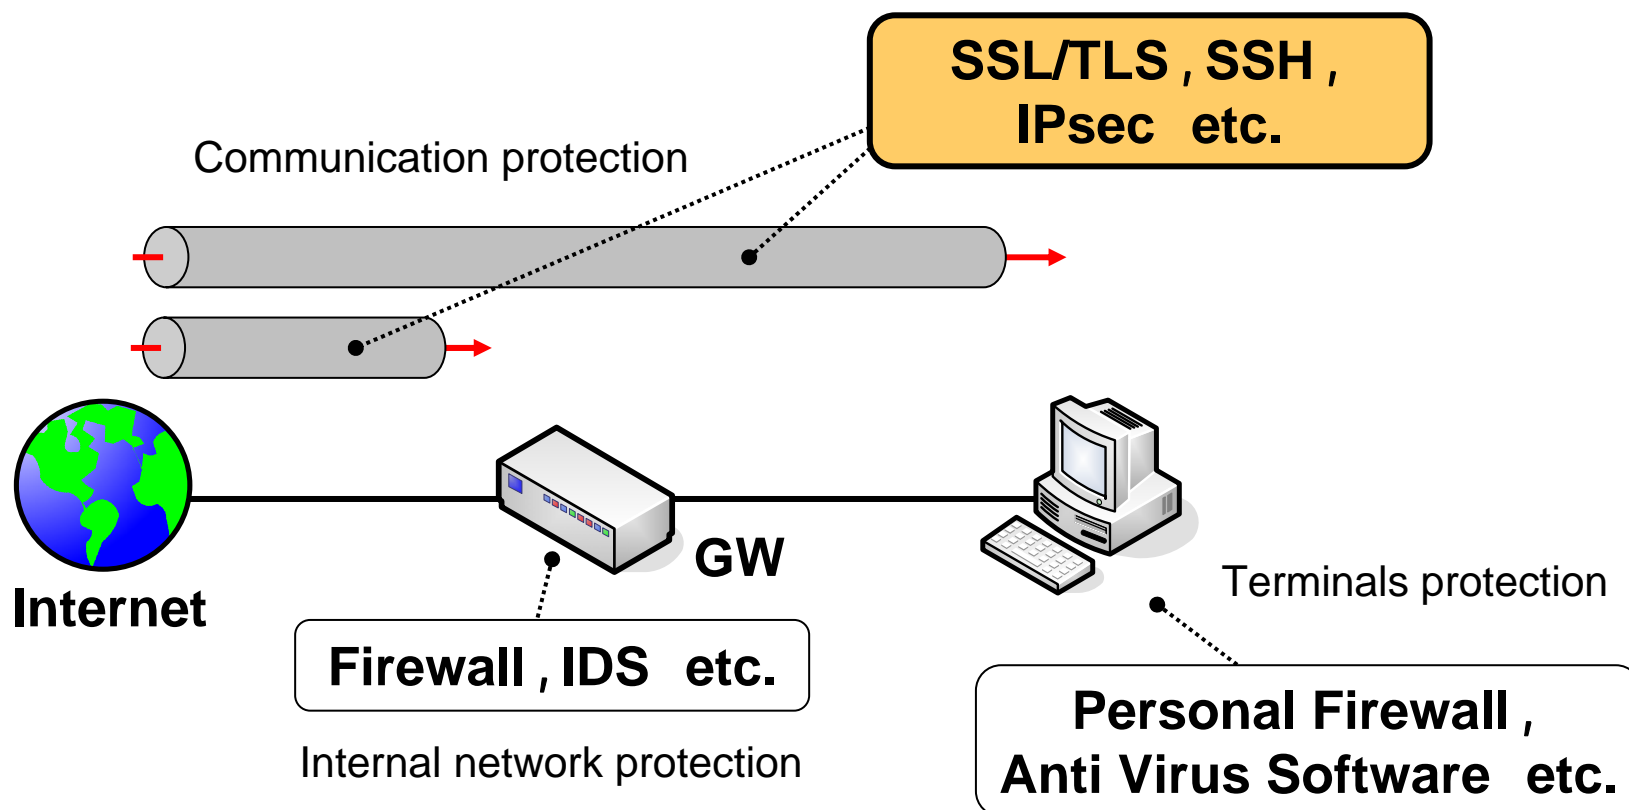 SSL/TLS , SSH ,
IPsec etc.
Communication protection
Internet
GW
Terminals protection
Firewall , IDS etc.
Internal network protection
Personal Firewall ,
Anti Virus Software etc.